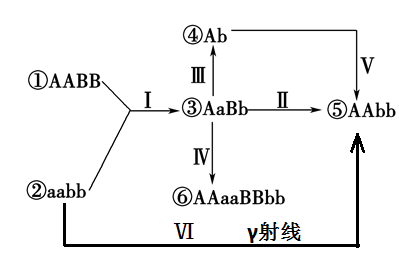 ④Ab
①AABB
Ⅲ
Ⅴ
Ⅰ
③AaBb
Ⅱ
⑤AAbb
Ⅳ
②aabb
⑥AAaaBBbb
Ⅵ γ射线